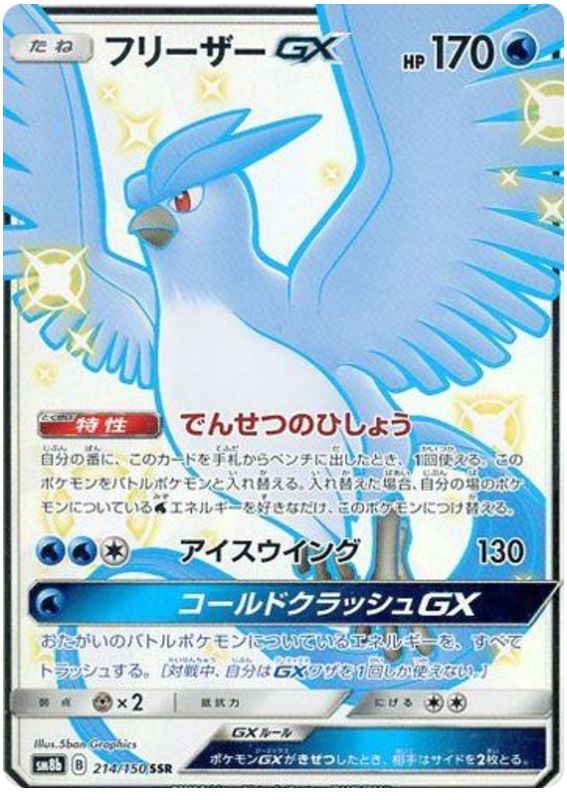 たね フリーザーGX HP 170
特性 でんせつのひしょう
自分の番に、このカードを手札からベンチに出したとき、1回使える。この
ポケモンをバトルポケモンと入れ替える。入れ替えた場合、自分の場のポケ
モンについている エネルギーを好きなだけ、このポケモンにつけ替える。
アイスウイング 130
コールドクラッシュGX
おたがいのバトルポケモンについているエネルギーを、すべて
トラッシュする。[対戦中、自分はGXワザを1回しか使えない。]
弱点 ×2 抵抗力 にげる
Illus. 5ban Graphics
GXルール
sm8b B 214/150 SSR
ポケモンGXがきぜつしたとき、相手はサイドを2枚とる。